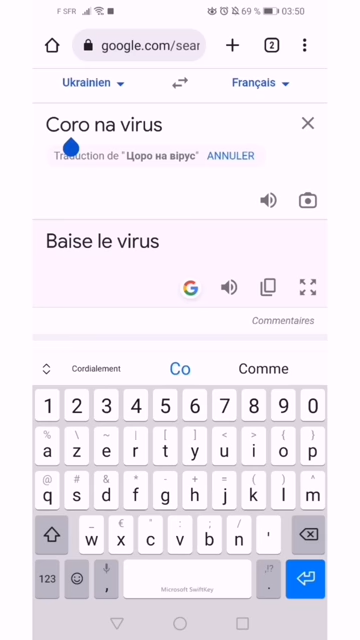 F SFR 69 % 03:50
google.com/sear 2
Ukrainien Français
Coro na virus
Traduction de "Цоро на вірус" ANNULER
Baise le virus
Commentaires
Cordialement Co Comme
1 2 3 4 5 6 7 8 9 0
% \ ~ | [ ] < > { }
a z e r t y u i o p
@ # & * - + = ( ) ^
q s d f g h j k l m
_ € " : ; /
w x c v b n '
123 , !? .
Microsoft SwiftKey